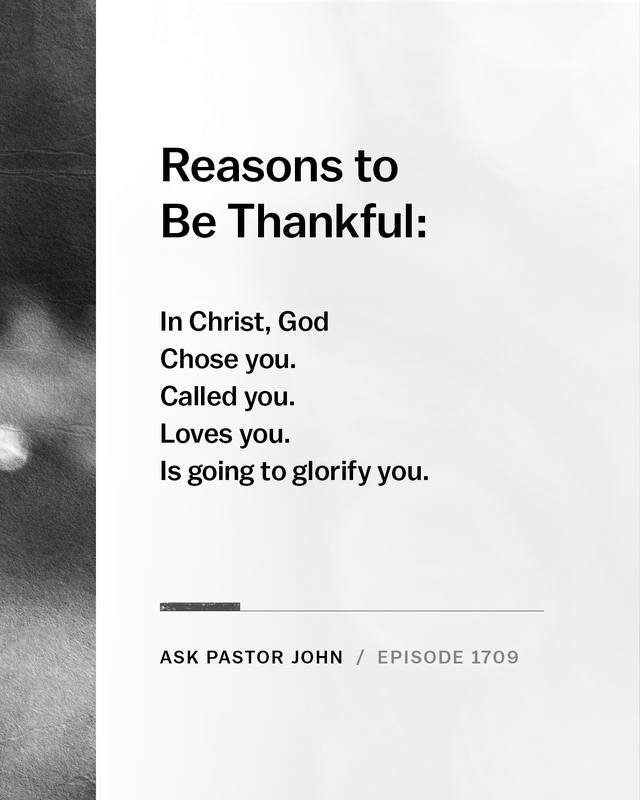 Reasons to
Be Thankful:
In Christ, God
Chose you.
Called you.
Loves you.
Is going to glorify you.
ASK PASTOR JOHN / EPISODE 1709